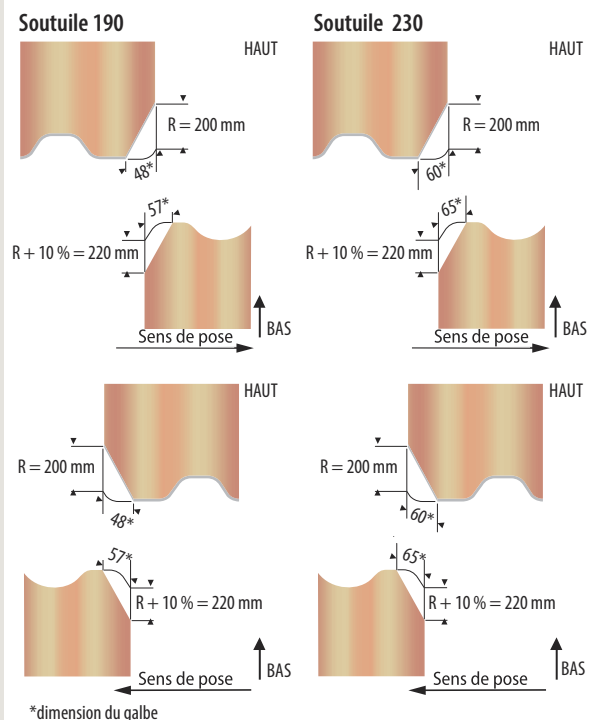 Soutuile 190
Soutuile 230
HAUT
HAUT
R = 200 mm
R = 200 mm
48*
60*
57*
65*
R + 10 % = 220 mm
R + 10 % = 220 mm
BAS
BAS
Sens de pose
Sens de pose
HAUT
HAUT
R = 200 mm
R = 200 mm
48*
60*
57*
65*
R + 10 % = 220 mm
R + 10 % = 220 mm
BAS
BAS
Sens de pose
Sens de pose
*dimension du galbe